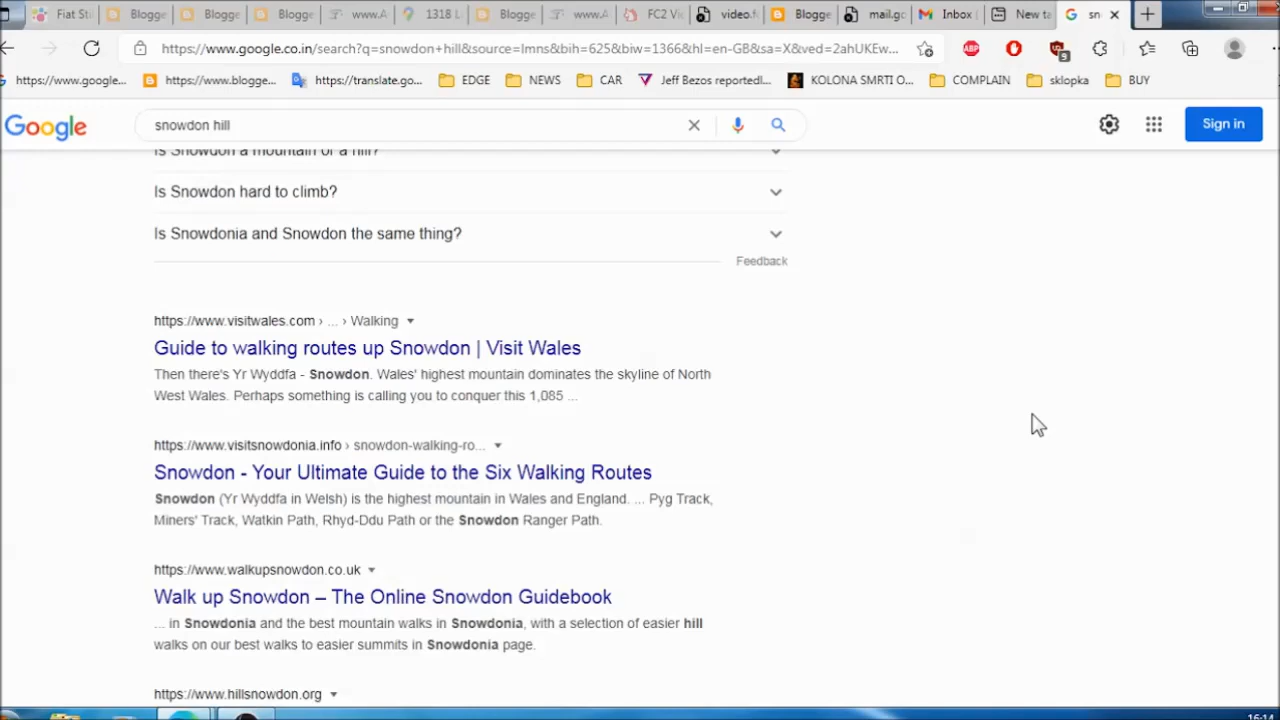 Fiat Sti
Blogge
Blogge
Blogge
www.A
1318 L
Blogge
www.A
FC2 Vi
video.f
Blogge
mail.go
Inbox
New ta
sn
https://www.google.co.in/search?q=snowdon+hill&source=lmns&bih=625&biw=1366&hl=en-GB&sa=X&ved=2ahUKEw...
ABP
5
https://www.google...
https://www.blogge...
https://translate.go...
EDGE
NEWS
CAR
Jeff Bezos reportedl...
KOLONA SMRTI O...
COMPLAIN
sklopka
BUY
Google
snowdon hill
Sign in
Is Snowdon a mountain or a hill?
Is Snowdon hard to climb?
Is Snowdonia and Snowdon the same thing?
Feedback
https://www.visitwales.com › ... › Walking
Guide to walking routes up Snowdon | Visit Wales
Then there's Yr Wyddfa - Snowdon. Wales' highest mountain dominates the skyline of North
West Wales. Perhaps something is calling you to conquer this 1,085 ...
https://www.visitsnowdonia.info › snowdon-walking-ro...
Snowdon - Your Ultimate Guide to the Six Walking Routes
Snowdon (Yr Wyddfa in Welsh) is the highest mountain in Wales and England. ... Pyg Track,
Miners' Track, Watkin Path, Rhyd-Ddu Path or the Snowdon Ranger Path.
https://www.walkupsnowdon.co.uk
Walk up Snowdon – The Online Snowdon Guidebook
... in Snowdonia and the best mountain walks in Snowdonia, with a selection of easier hill
walks on our best walks to easier summits in Snowdonia page.
https://www.hillsnowdon.org
16:14